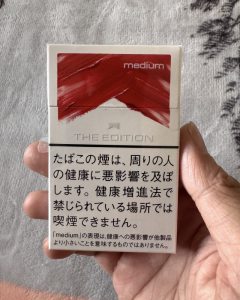 medium
THE EDITION
たばこの煙は、周りの人
の健康に悪影響を及ぼ
します。健康増進法で
禁じられている場所では
喫煙できません。
「medium」の表現は、健康への悪影響が他製品
より小さいことを意味するものではありません。